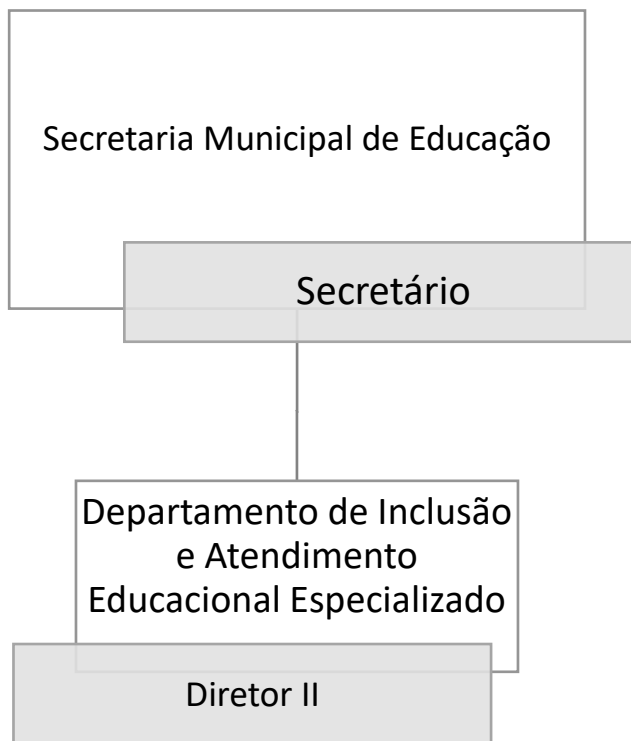 Secretaria Municipal de Educação
Secretário
Departamento de Inclusão
e Atendimento
Educacional Especializado
Diretor II